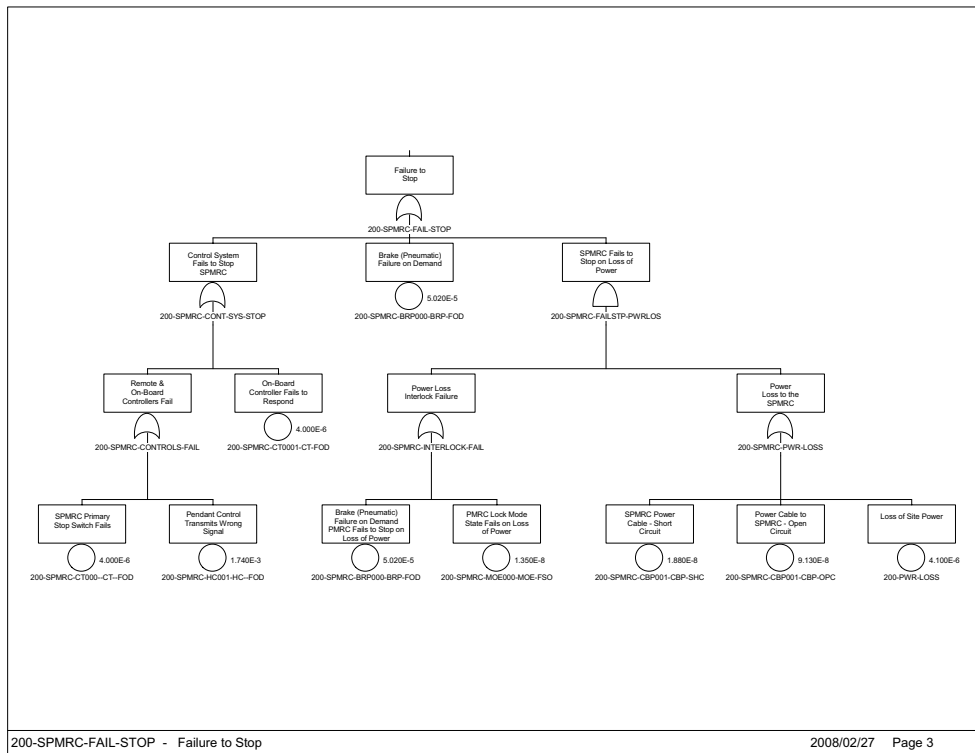 Failure to
Stop
200-SPMRC-FAIL-STOP
Control System
Fails to Stop
SPMRC
200-SPMRC-CONT-SYS-STOP
Brake (Pneumatic)
Failure on Demand
5.020E-5
200-SPMRC-BRP000-BRP-FOD
SPMRC Fails to
Stop on Loss of
Power
200-SPMRC-FAILSTP-PWRLOS
Remote &
On-Board
Controllers Fail
200-SPMRC-CONTROLS-FAIL
On-Board
Controller Fails to
Respond
4.000E-6
200-SPMRC-CT0001-CT-FOD
Power Loss
Interlock Failure
200-SPMRC-INTERLOCK-FAIL
Power
Loss to the
SPMRC
200-SPMRC-PWR-LOSS
SPMRC Primary
Stop Switch Fails
4.000E-6
200-SPMRC-CT000--CT--FOD
Pendant Control
Transmits Wrong
Signal
1.740E-3
200-SPMRC-HC001-HC--FOD
Brake (Pneumatic)
Failure on Demand
PMRC Fails to Stop on
Loss of Power
5.020E-5
200-SPMRC-BRP000-BRP-FOD
PMRC Lock Mode
State Fails on Loss
of Power
1.350E-8
200-SPMRC-MOE000-MOE-FSO
SPMRC Power
Cable - Short
Circuit
1.880E-8
200-SPMRC-CBP001-CBP-SHC
Power Cable to
SPMRC - Open
Circuit
9.130E-8
200-SPMRC-CBP001-CBP-OPC
Loss of Site Power
4.100E-6
200-PWR-LOSS
200-SPMRC-FAIL-STOP - Failure to Stop
2008/02/27 Page 3